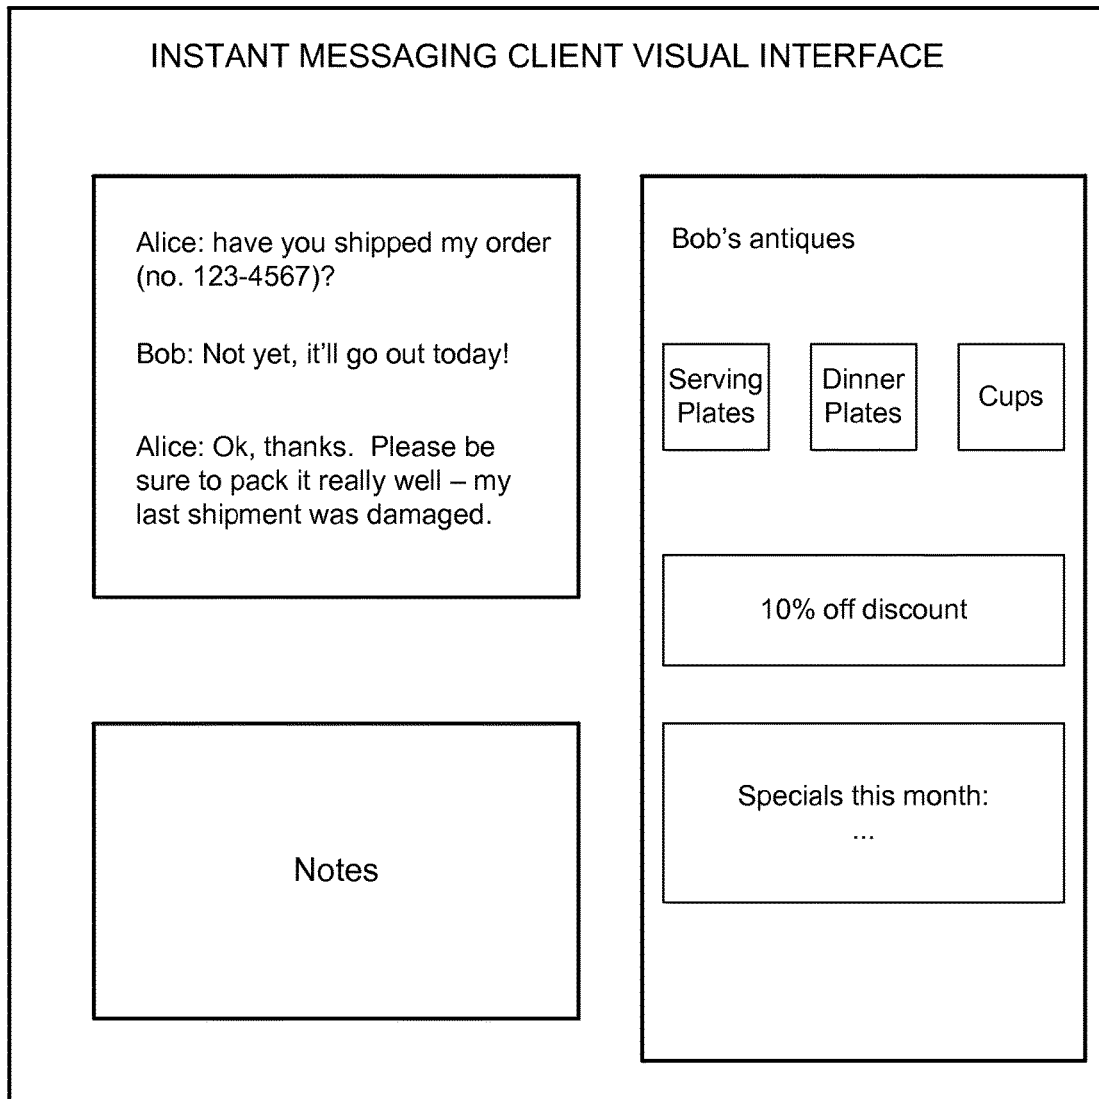 INSTANT MESSAGING CLIENT VISUAL INTERFACE
Alice: have you shipped my order
(no. 123-4567)?
Bob: Not yet, it'll go out today!
Alice: Ok, thanks.  Please be
sure to pack it really well – my
last shipment was damaged.
Notes
Bob's antiques
Serving
Plates
Dinner
Plates
Cups
10% off discount
Specials this month:
...